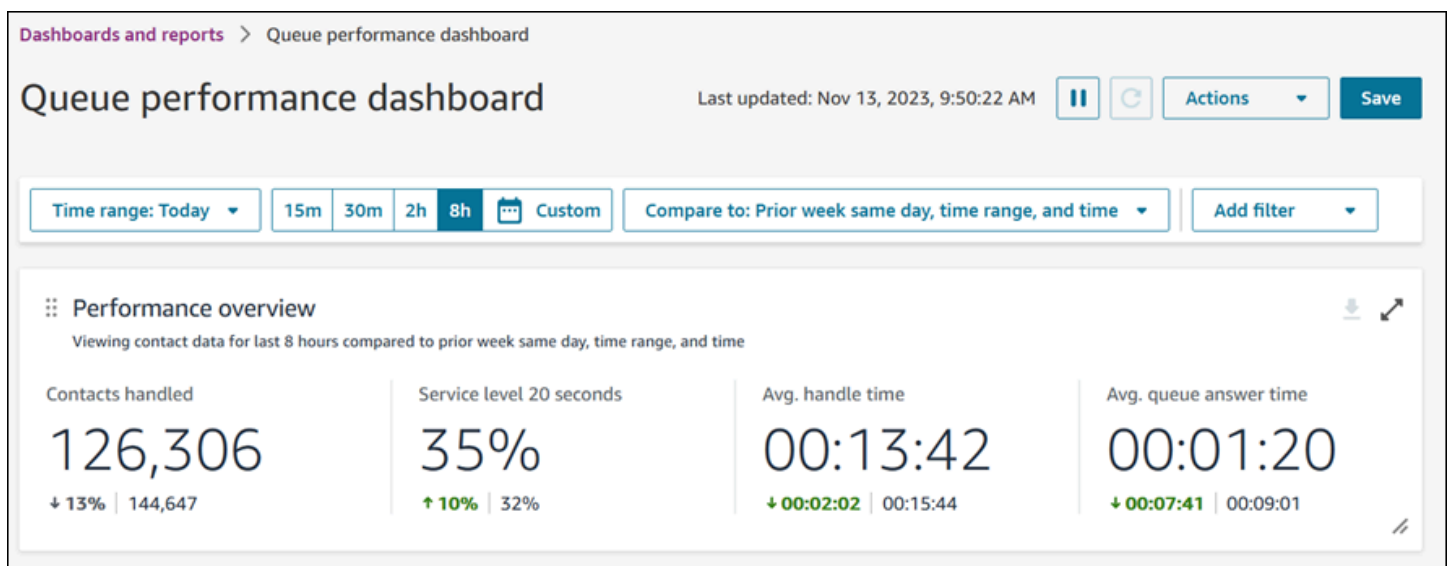 Dashboards and reports > Queue performance dashboard
Queue performance dashboard
Last updated: Nov 13, 2023, 9:50:22 AM
Actions
Save
Time range: Today
15m 30m 2h 8h Custom
Compare to: Prior week same day, time range, and time
Add filter
Performance overview
Viewing contact data for last 8 hours compared to prior week same day, time range, and time
Contacts handled
126,306
↓ 13% | 144,647
Service level 20 seconds
35%
↑ 10% | 32%
Avg. handle time
00:13:42
↓ 00:02:02 | 00:15:44
Avg. queue answer time
00:01:20
↓ 00:07:41 | 00:09:01